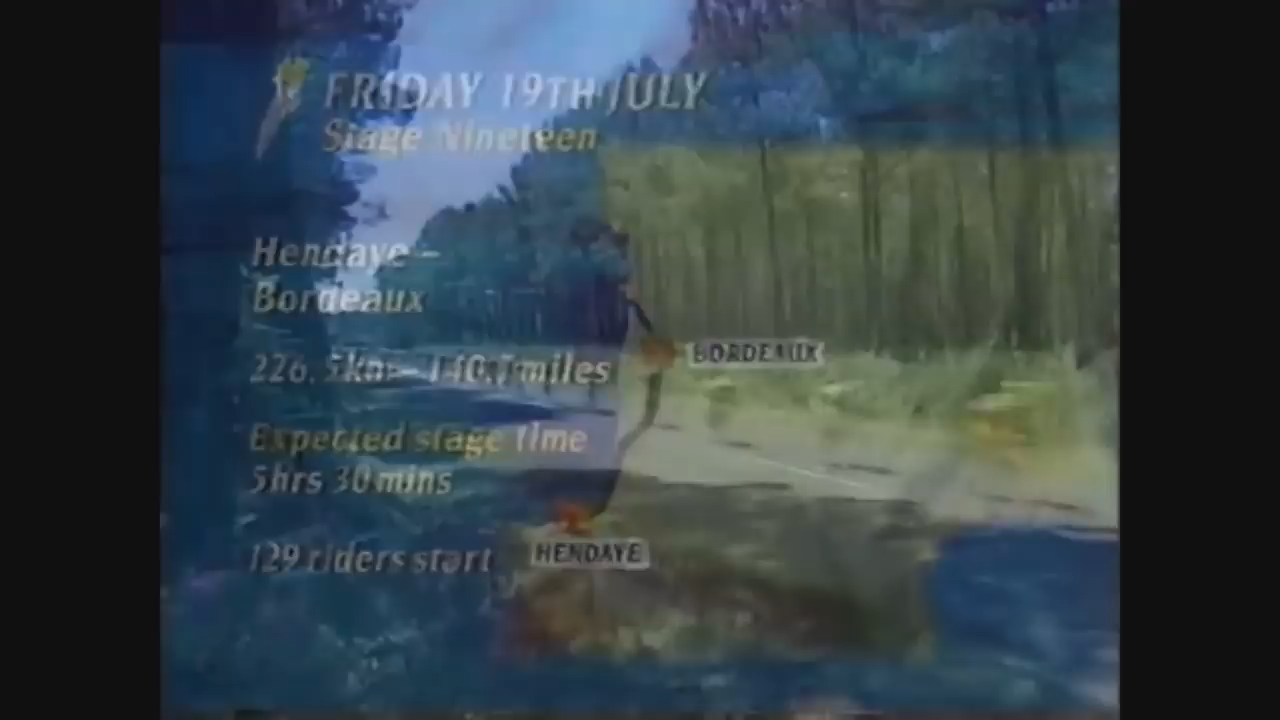 FRIDAY 19TH JULY
Stage Nineteen
Hendaye –
Bordeaux
226.5km – 140.7miles
BORDEAUX
Expected stage time
5hrs 30mins
129 riders start
HENDAYE